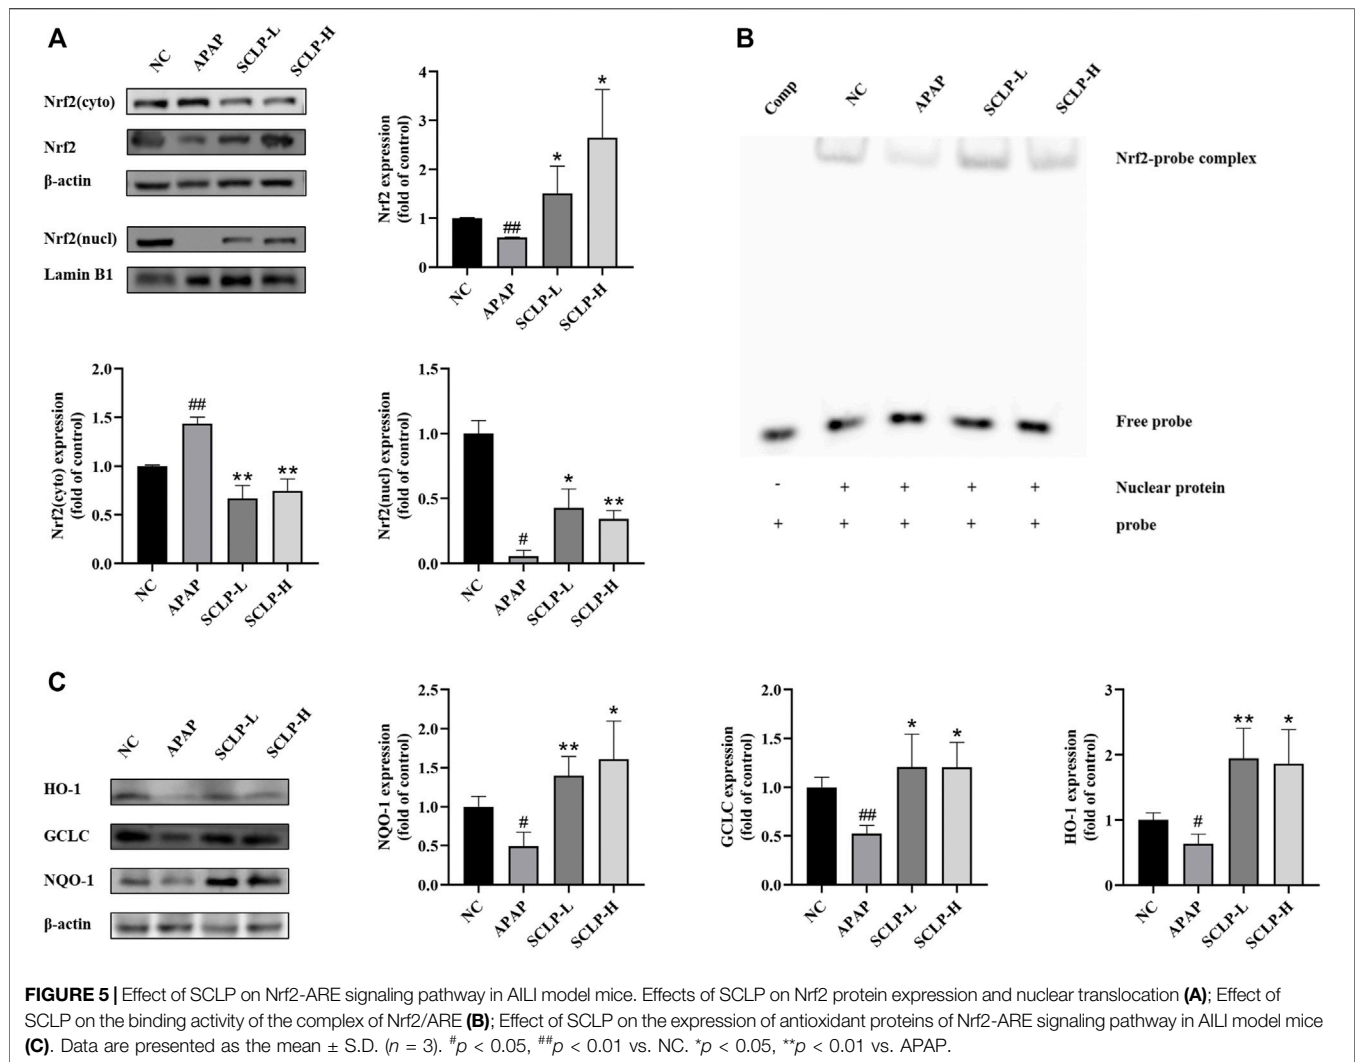 A
NC APAP SCLP-L SCLP-H
Nrf2(cyto)
Nrf2
β-actin
Nrf2(nucl)
Lamin B1
Nrf2 expression
(fold of control)
4
3
2
1
0
##
*
*
NC APAP SCLP-L SCLP-H
Nrf2(cyto) expression
(fold of control)
2.0
1.5
1.0
0.5
0.0
##
**
**
NC APAP SCLP-L SCLP-H
Nrf2(nucl) expression
(fold of control)
1.5
1.0
0.5
0.0
#
*
**
NC APAP SCLP-L SCLP-H
B
Comp NC APAP SCLP-L SCLP-H
Nrf2-probe complex
Free probe
- + + + + Nuclear protein
+ + + + + probe
C
NC APAP SCLP-L SCLP-H
HO-1
GCLC
NQO-1
β-actin
NQO-1 expression
(fold of control)
2.5
2.0
1.5
1.0
0.5
0.0
#
**
*
NC APAP SCLP-L SCLP-H
GCLC expression
(fold of control)
2.0
1.5
1.0
0.5
0.0
##
*
*
NC APAP SCLP-L SCLP-H
HO-1 expression
(fold of control)
3
2
1
0
#
**
*
NC APAP SCLP-L SCLP-H
FIGURE 5 | Effect of SCLP on Nrf2-ARE signaling pathway in AILI model mice. Effects of SCLP on Nrf2 protein expression and nuclear translocation (A); Effect of
SCLP on the binding activity of the complex of Nrf2/ARE (B); Effect of SCLP on the expression of antioxidant proteins of Nrf2-ARE signaling pathway in AILI model mice
(C). Data are presented as the mean ± S.D. (n = 3). #p < 0.05, ##p < 0.01 vs. NC. *p < 0.05, **p < 0.01 vs. APAP.